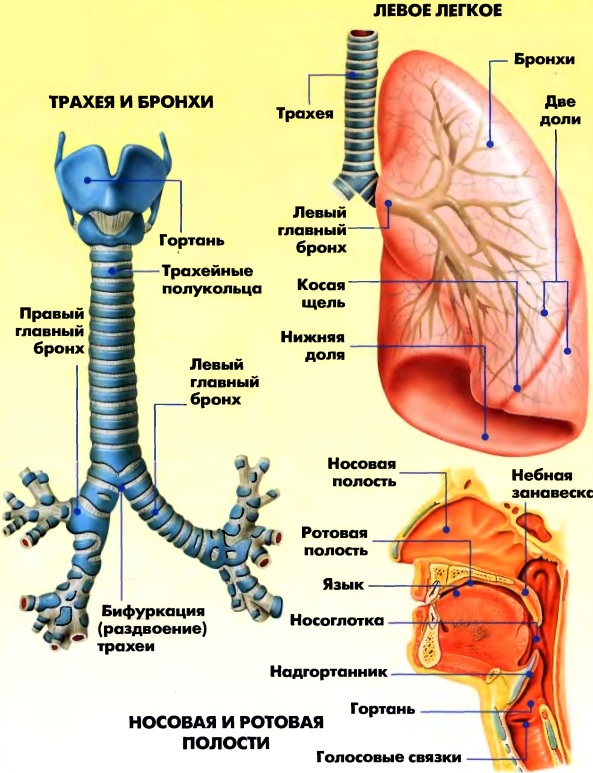 ЛЕВОЕ ЛЕГКОЕ
Бронхи
Две
доли
Трахея
Левый
главный
бронх
Косая
щель
Нижняя
доля
ТРАХЕЯ И БРОНХИ
Гортань
Трахейные
полукольца
Правый
главный
бронх
Левый
главный
бронх
Бифуркация
(раздвоение)
трахеи
Носовая
полость
Небная
занавеска
Ротовая
полость
Язык
Носоглотка
Надгортанник
Гортань
Голосовые связки
НОСОВАЯ И РОТОВАЯ
ПОЛОСТИ